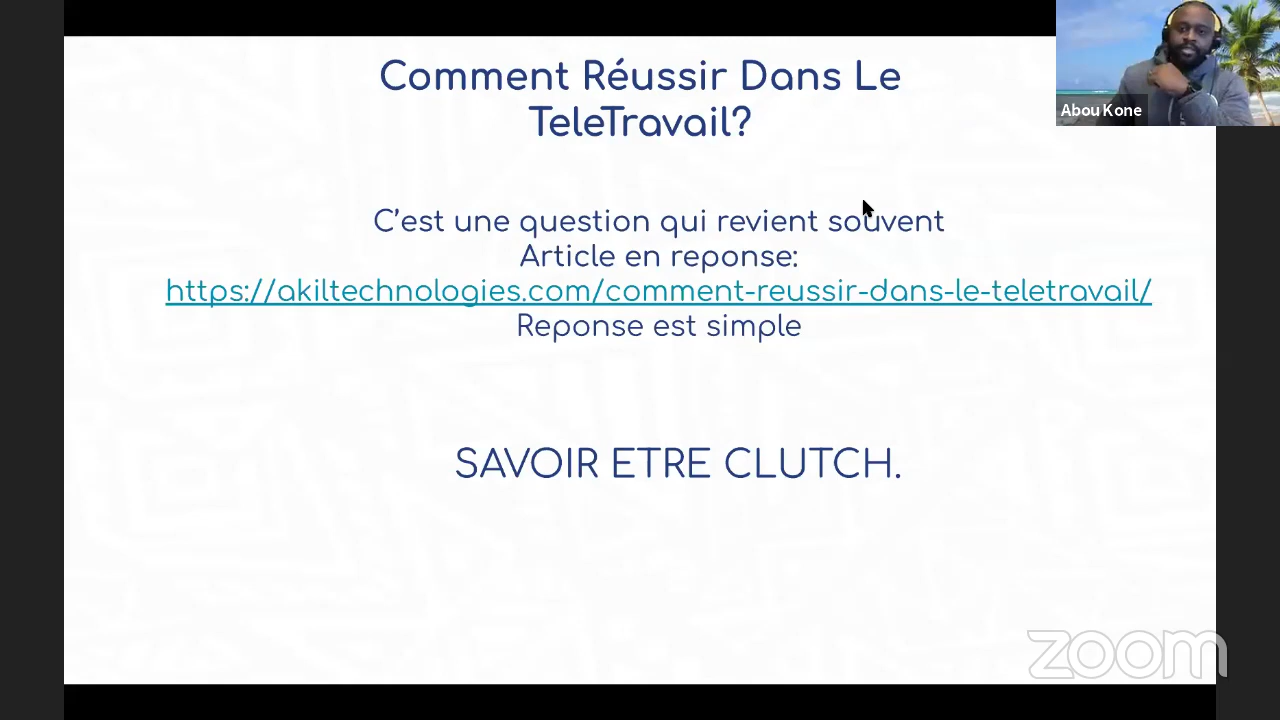 Comment Réussir Dans Le
TeleTravail?
Abou Kone
C’est une question qui revient souvent
Article en reponse:
https://akiltechnologies.com/comment-reussir-dans-le-teletravail/
Reponse est simple
SAVOIR ETRE CLUTCH.
zoom